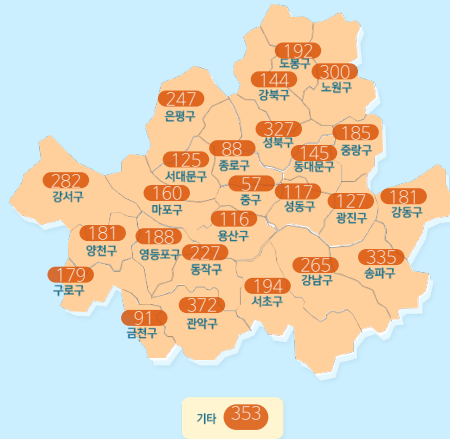 192
도봉구
300
노원구
144
강북구
247
은평구
327
성북구
185
중랑구
88
종로구
145
동대문구
125
서대문구
282
강서구
160
마포구
57
중구
117
성동구
127
광진구
181
강동구
116
용산구
181
양천구
188
영등포구
227
동작구
335
송파구
265
강남구
179
구로구
194
서초구
372
관악구
91
금천구
기타 353